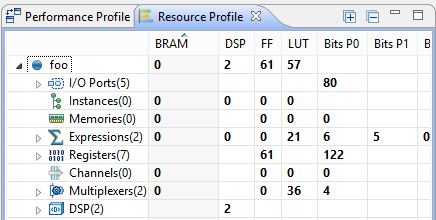 Performance Profile Resource Profile
BRAM DSP FF LUT Bits P0 Bits P1 B
foo 0 2 61 57
I/O Ports(5) 80
Instances(0) 0 0 0 0
Memories(0) 0 0 0 0
Expressions(2) 0 0 0 21 6 5 0
Registers(7) 61 122
Channels(0) 0 0 0 0
Multiplexers(2) 0 0 36 4
DSP(2) 2